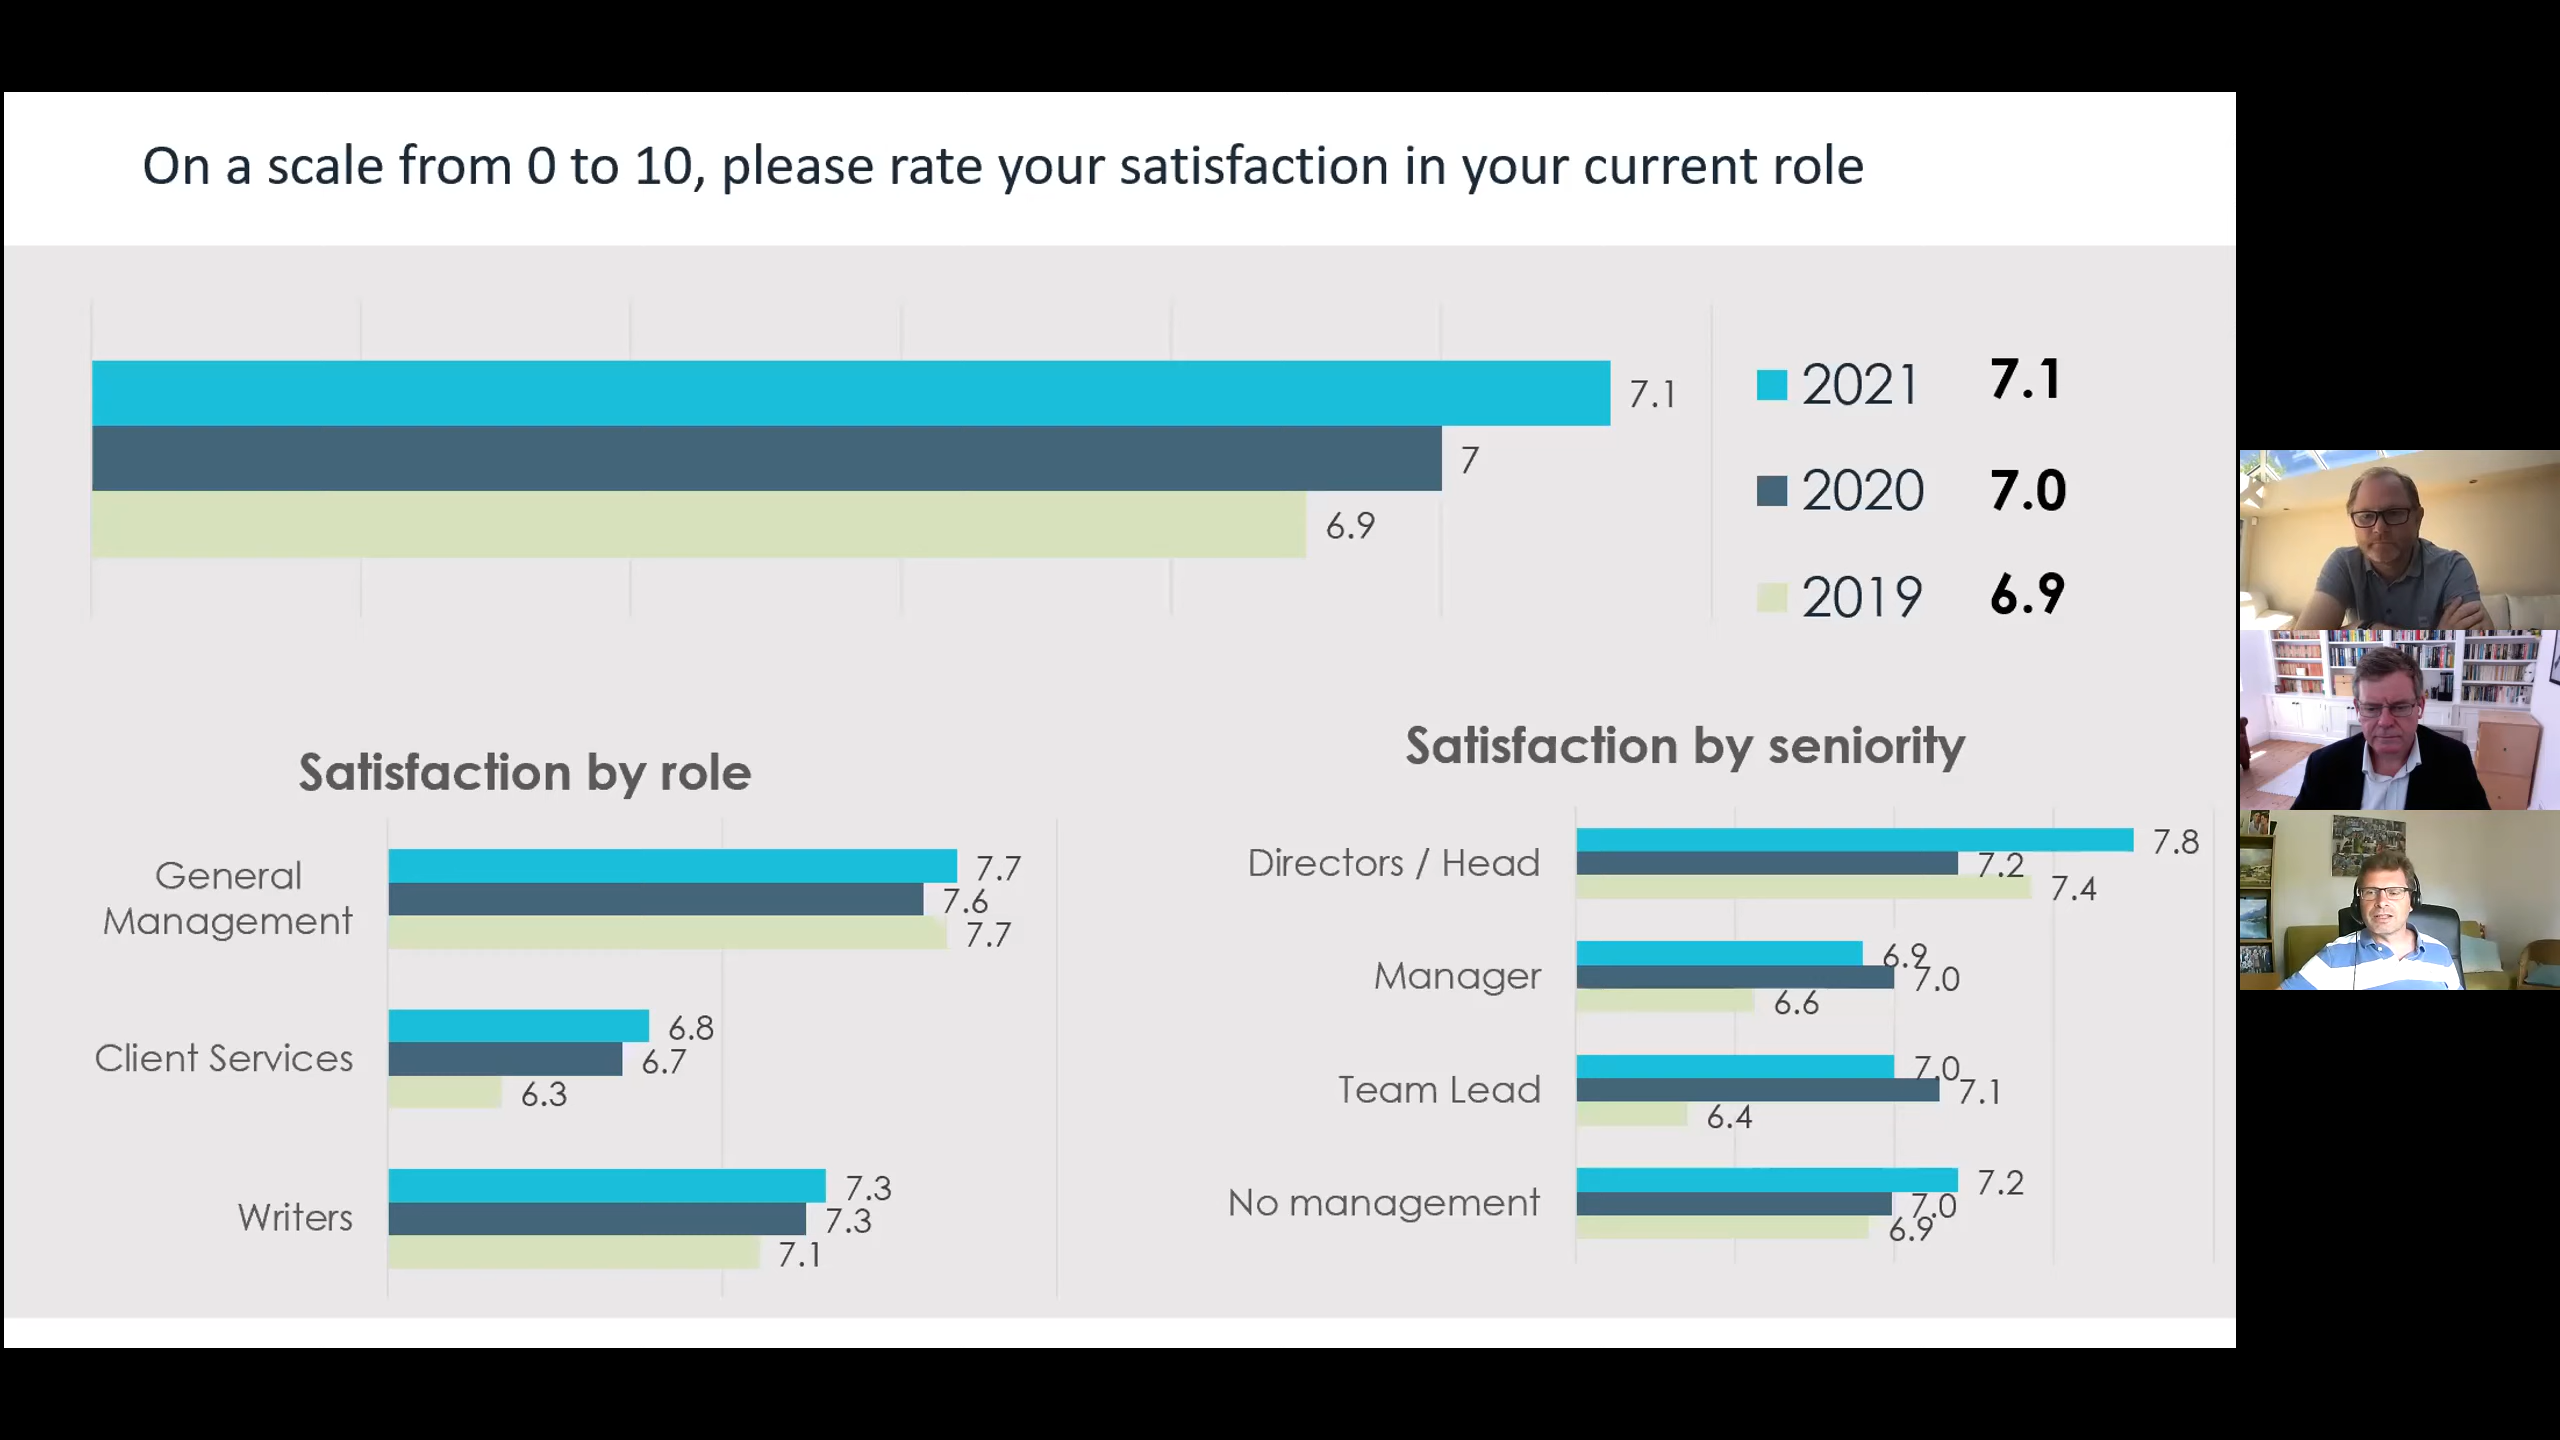 On a scale from 0 to 10, please rate your satisfaction in your current role
7.1
7
6.9
2021 7.1
2020 7.0
2019 6.9
Satisfaction by role
General
Management
7.7
7.6
7.7
Client Services
6.8
6.7
6.3
Writers
7.3
7.3
7.1
Satisfaction by seniority
Directors / Head
7.8
7.2
7.4
Manager
6.9
7.0
6.6
Team Lead
7.0
7.1
6.4
No management
7.2
7.0
6.9